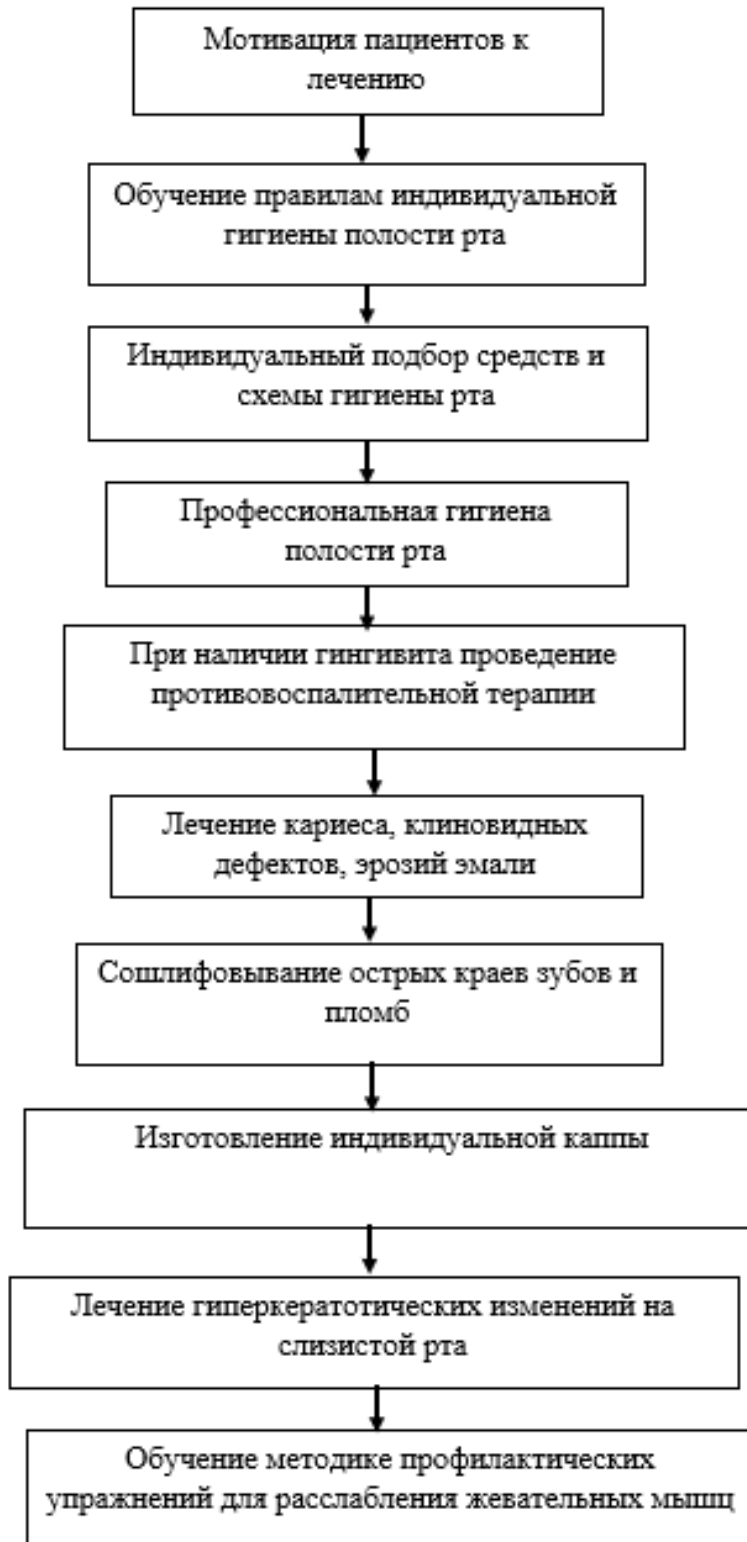 Мотивация пациентов к
лечению
Обучение правилам индивидуальной
гигиены полости рта
Индивидуальный подбор средств и
схемы гигиены рта
Профессиональная гигиена
полости рта
При наличии гингивита проведение
противовоспалительной терапии
Лечение кариеса, клиновидных
дефектов, эрозий эмали
Сошлифовывание острых краев зубов и
пломб
Изготовление индивидуальной каппы
Лечение гиперкератотических изменений на
слизистой рта
Обучение методике профилактических
упражнений для расслабления жевательных мышц